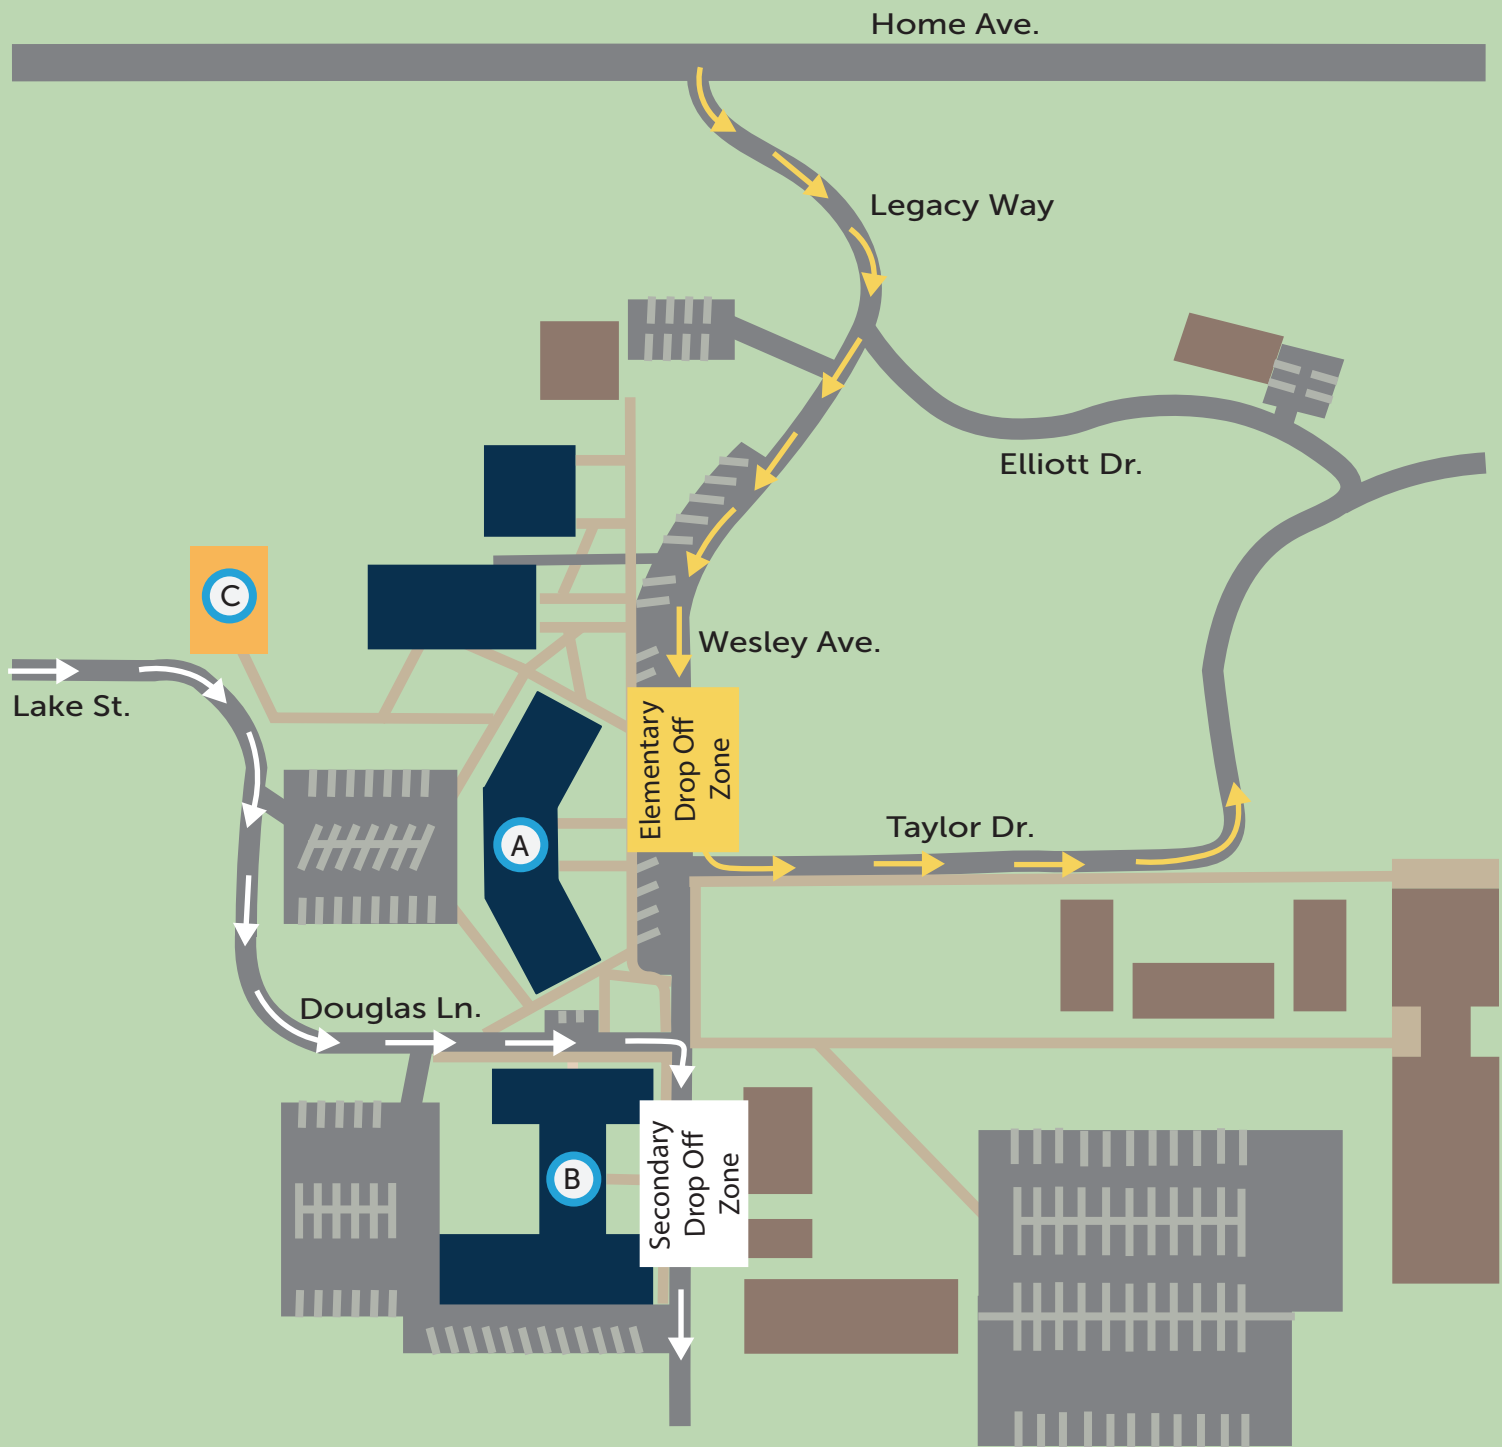 Home Ave.
Legacy Way
Elliott Dr.
C
Wesley Ave.
Lake St.
Elementary
Drop Off
Zone
Taylor Dr.
A
Douglas Ln.
Secondary
Drop Off
Zone
B